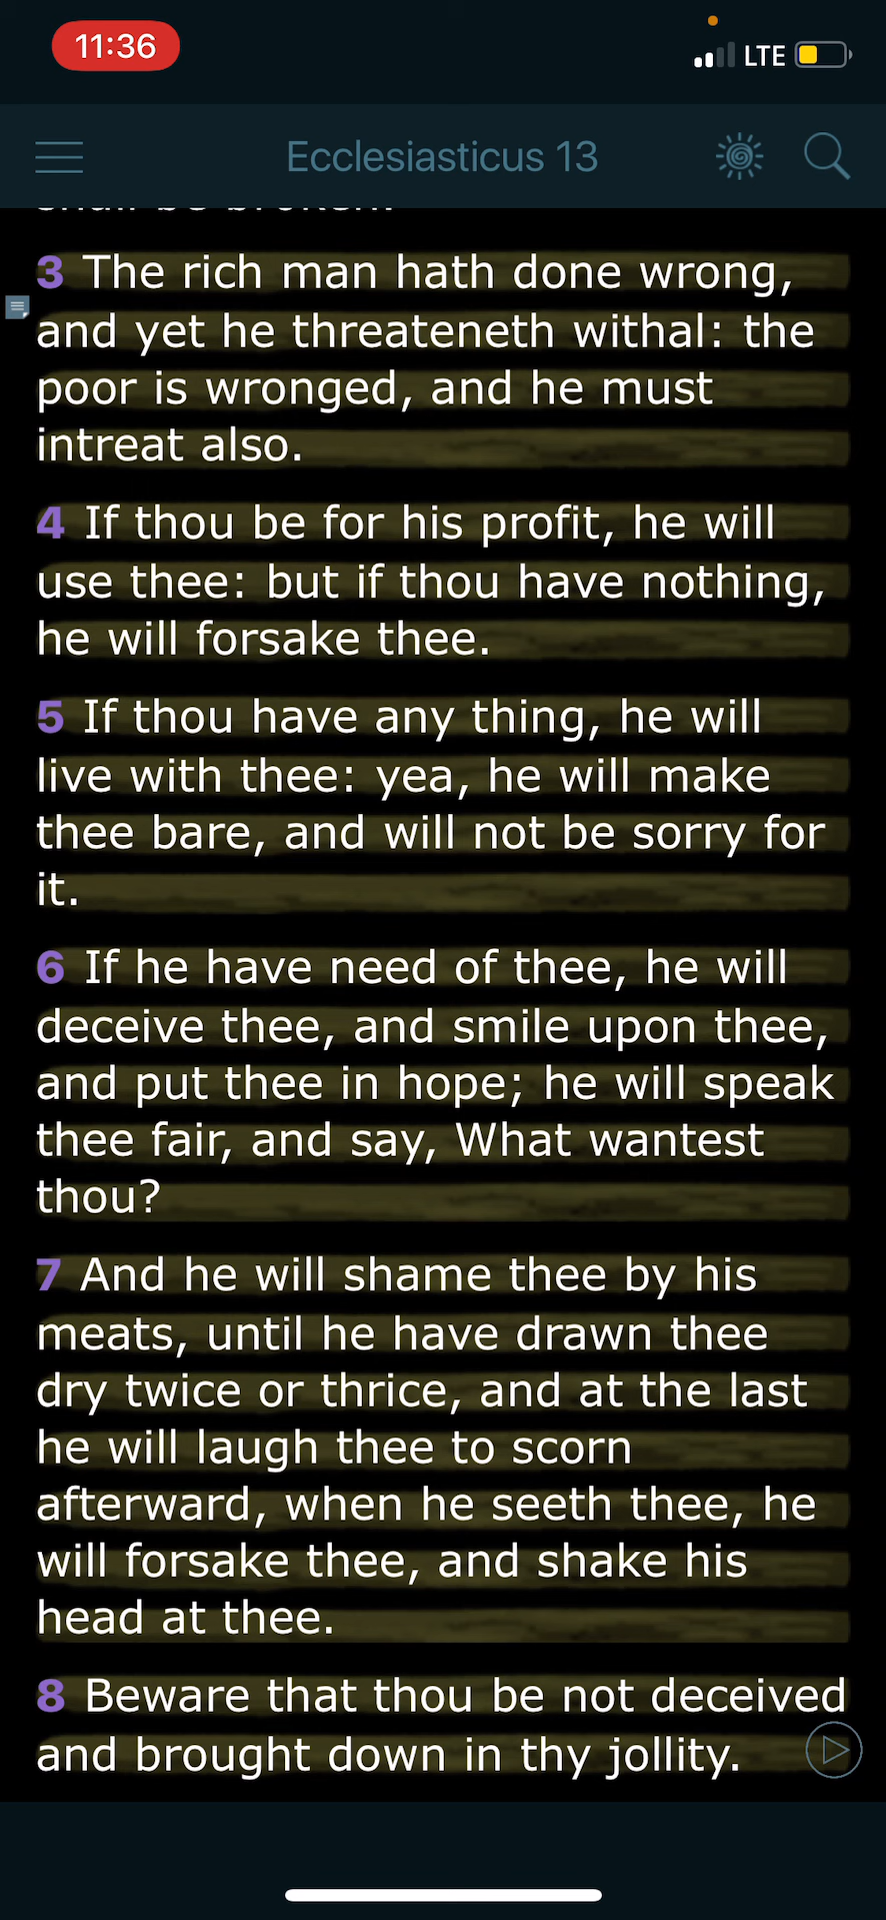 11:36
LTE
Ecclesiasticus 13
shall be broken.
3 The rich man hath done wrong,
and yet he threateneth withal: the
poor is wronged, and he must
intreat also.
4 If thou be for his profit, he will
use thee: but if thou have nothing,
he will forsake thee.
5 If thou have any thing, he will
live with thee: yea, he will make
thee bare, and will not be sorry for
it.
6 If he have need of thee, he will
deceive thee, and smile upon thee,
and put thee in hope; he will speak
thee fair, and say, What wantest
thou?
7 And he will shame thee by his
meats, until he have drawn thee
dry twice or thrice, and at the last
he will laugh thee to scorn
afterward, when he seeth thee, he
will forsake thee, and shake his
head at thee.
8 Beware that thou be not deceived
and brought down in thy jollity.